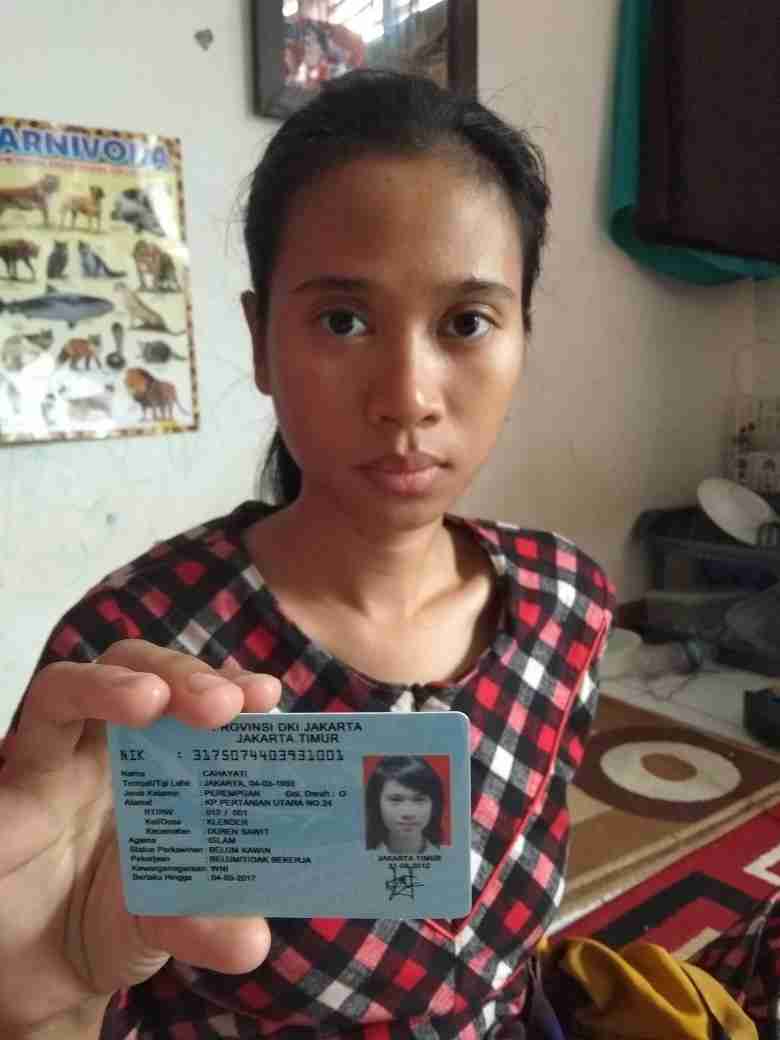 ARNIVORA
PROVINSI DKI JAKARTA
JAKARTA TIMUR
NIK : 3175074403931001
Nama : CAHAYATI
Tempat/Tgl Lahir : JAKARTA, 04-03-1993
Jenis Kelamin : PEREMPUAN Gol. Darah : O
Alamat : KP PERTANIAN UTARA NO.24
RT/RW : 012 / 001
Kel/Desa : KLENDER
Kecamatan : DUREN SAWIT
Agama : ISLAM
Status Perkawinan : BELUM KAWIN
Pekerjaan : BELUM/TIDAK BEKERJA
Kewarganegaraan : WNI
Berlaku Hingga : 04-03-2017
JAKARTA TIMUR